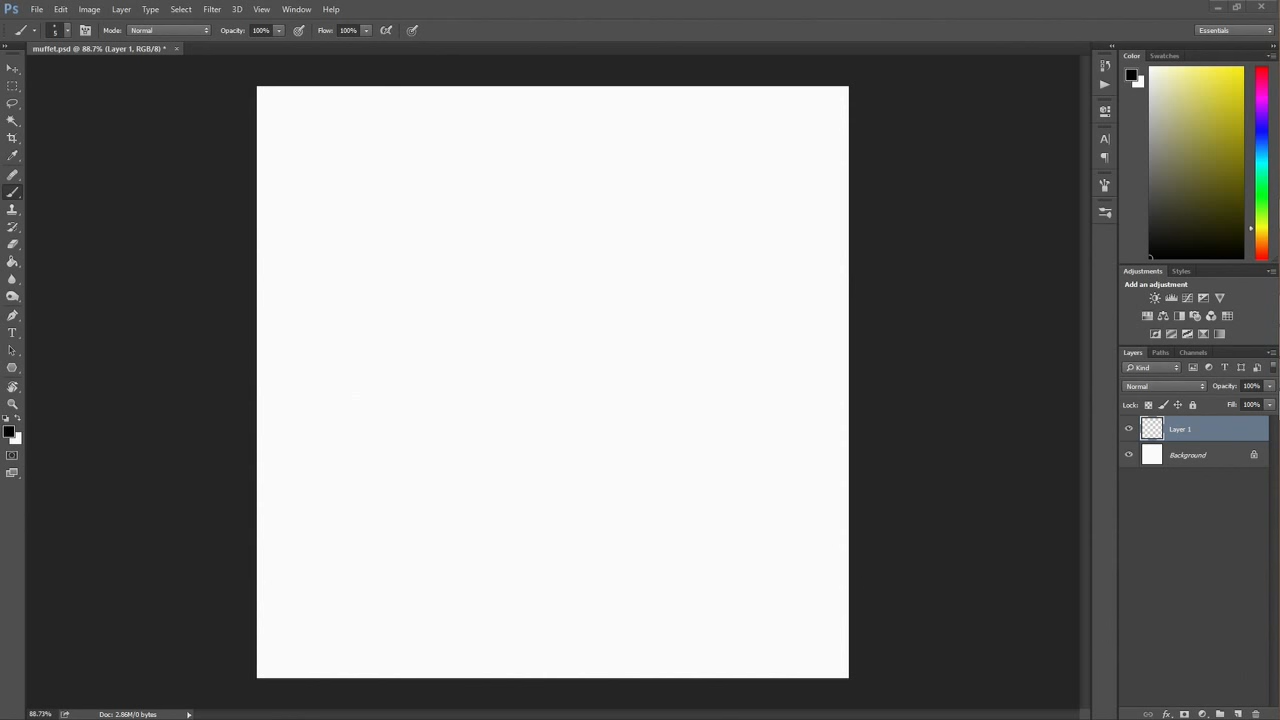 Ps File Edit Image Layer Type Select Filter 3D View Window Help
5 Mode: Normal Opacity: 100% Flow: 100% Essentials
muffet.psd @ 88.7% (Layer 1, RGB/8) * ×
Color Swatches
Adjustments Styles
Add an adjustment
Layers Paths Channels
Kind
Normal Opacity: 100%
Lock: Fill: 100%
Layer 1
Background
88.73% Doc: 2.86M/0 bytes